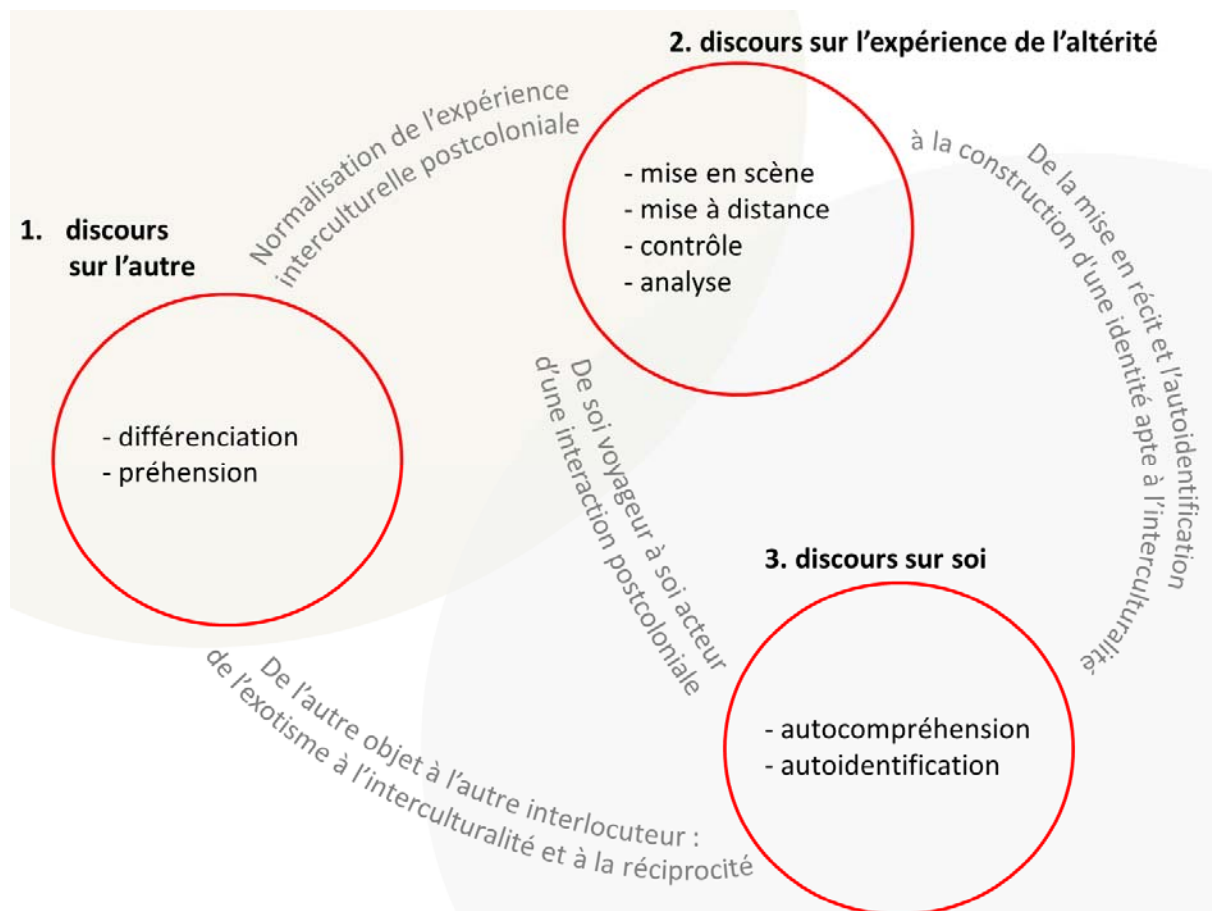 2. discours sur l’expérience de l’altérité
- mise en scène
- mise à distance
- contrôle
- analyse
Normalisation de l’expérience
interculturelle postcoloniale
1. discours
sur l’autre
- différenciation
- préhension
De la mise en récit et l'autoidentification
à la construction d'une identité apte à l’interculturalité
De soi voyageur à soi acteur
d’une interaction postcoloniale
3. discours sur soi
- autocompréhension
- autoidentification
De l’autre objet à l’autre interlocuteur :
de l’exotisme à l’interculturalité et à la réciprocité